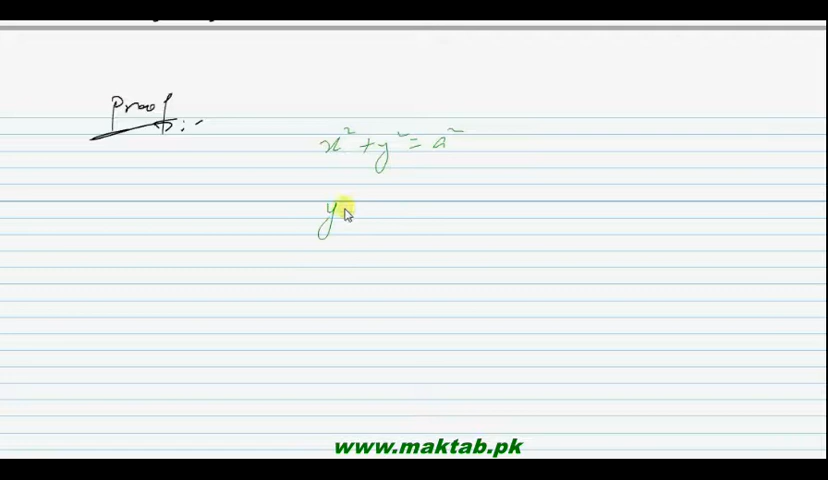 Proof :-
x² + y² = a²
y
www.maktab.pk